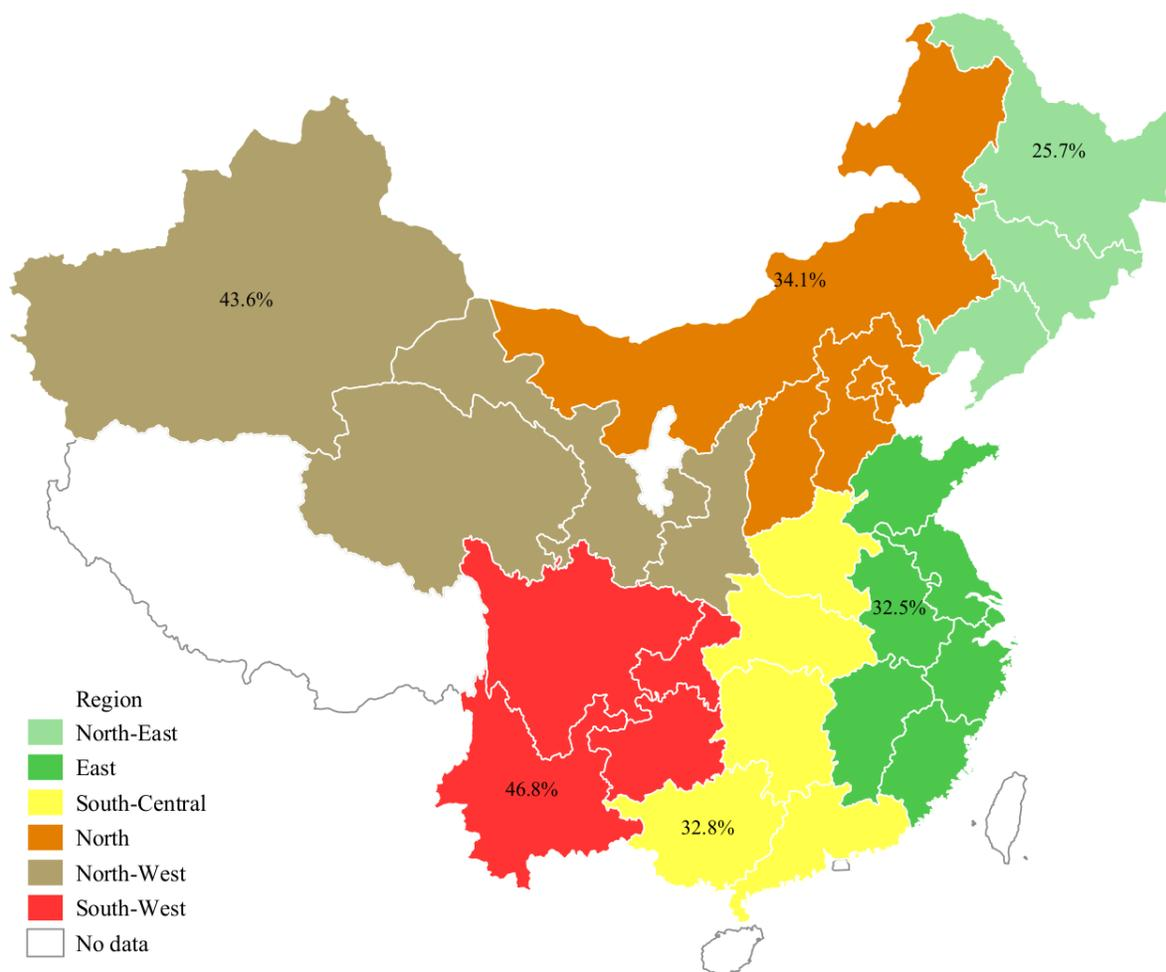 25.7%
34.1%
43.6%
32.5%
46.8%
32.8%
Region
North-East
East
South-Central
North
North-West
South-West
No data